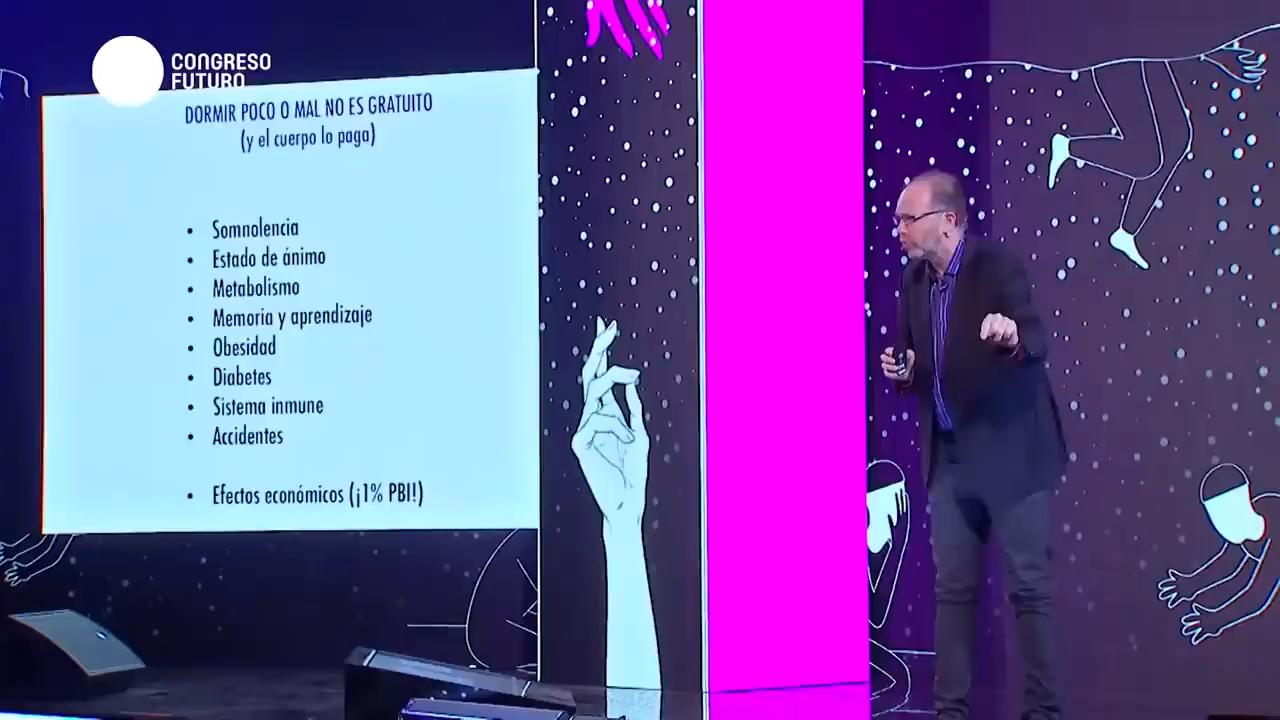 CONGRESO
FUTURO
DORMIR POCO O MAL NO ES GRATUITO
(y el cuerpo lo paga)
• Somnolencia
• Estado de ánimo
• Metabolismo
• Memoria y aprendizaje
• Obesidad
• Diabetes
• Sistema inmune
• Accidentes
• Efectos económicos (¡1% PBI!)